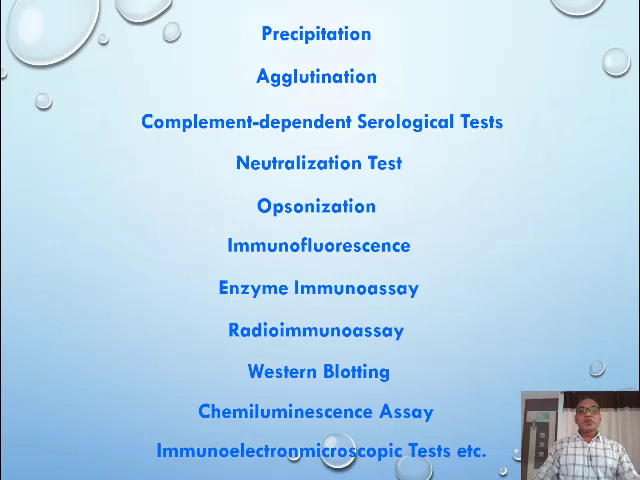 Precipitation
Agglutination
Complement-dependent Serological Tests
Neutralization Test
Opsonization
Immunofluorescence
Enzyme Immunoassay
Radioimmunoassay
Western Blotting
Chemiluminescence Assay
Immunoelectronmicroscopic Tests etc.